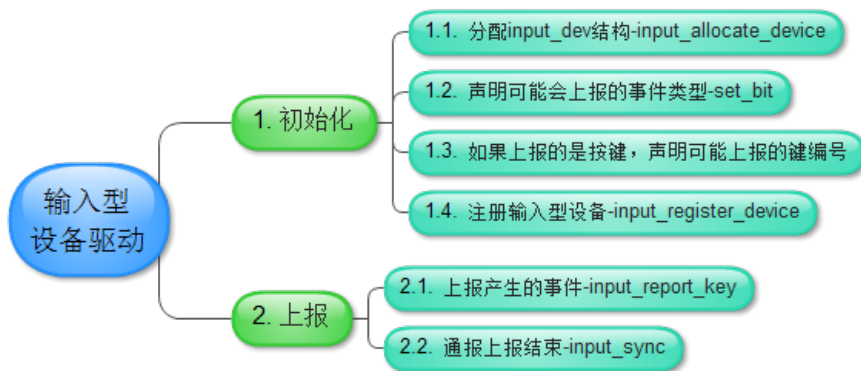 1.1. 分配input_dev结构-input_allocate_device
1.2. 声明可能会上报的事件类型-set_bit
1. 初始化
1.3. 如果上报的是按键，声明可能上报的键编号
1.4. 注册输入型设备-input_register_device
输入型
设备驱动
2.1. 上报产生的事件-input_report_key
2. 上报
2.2. 通报上报结束-input_sync